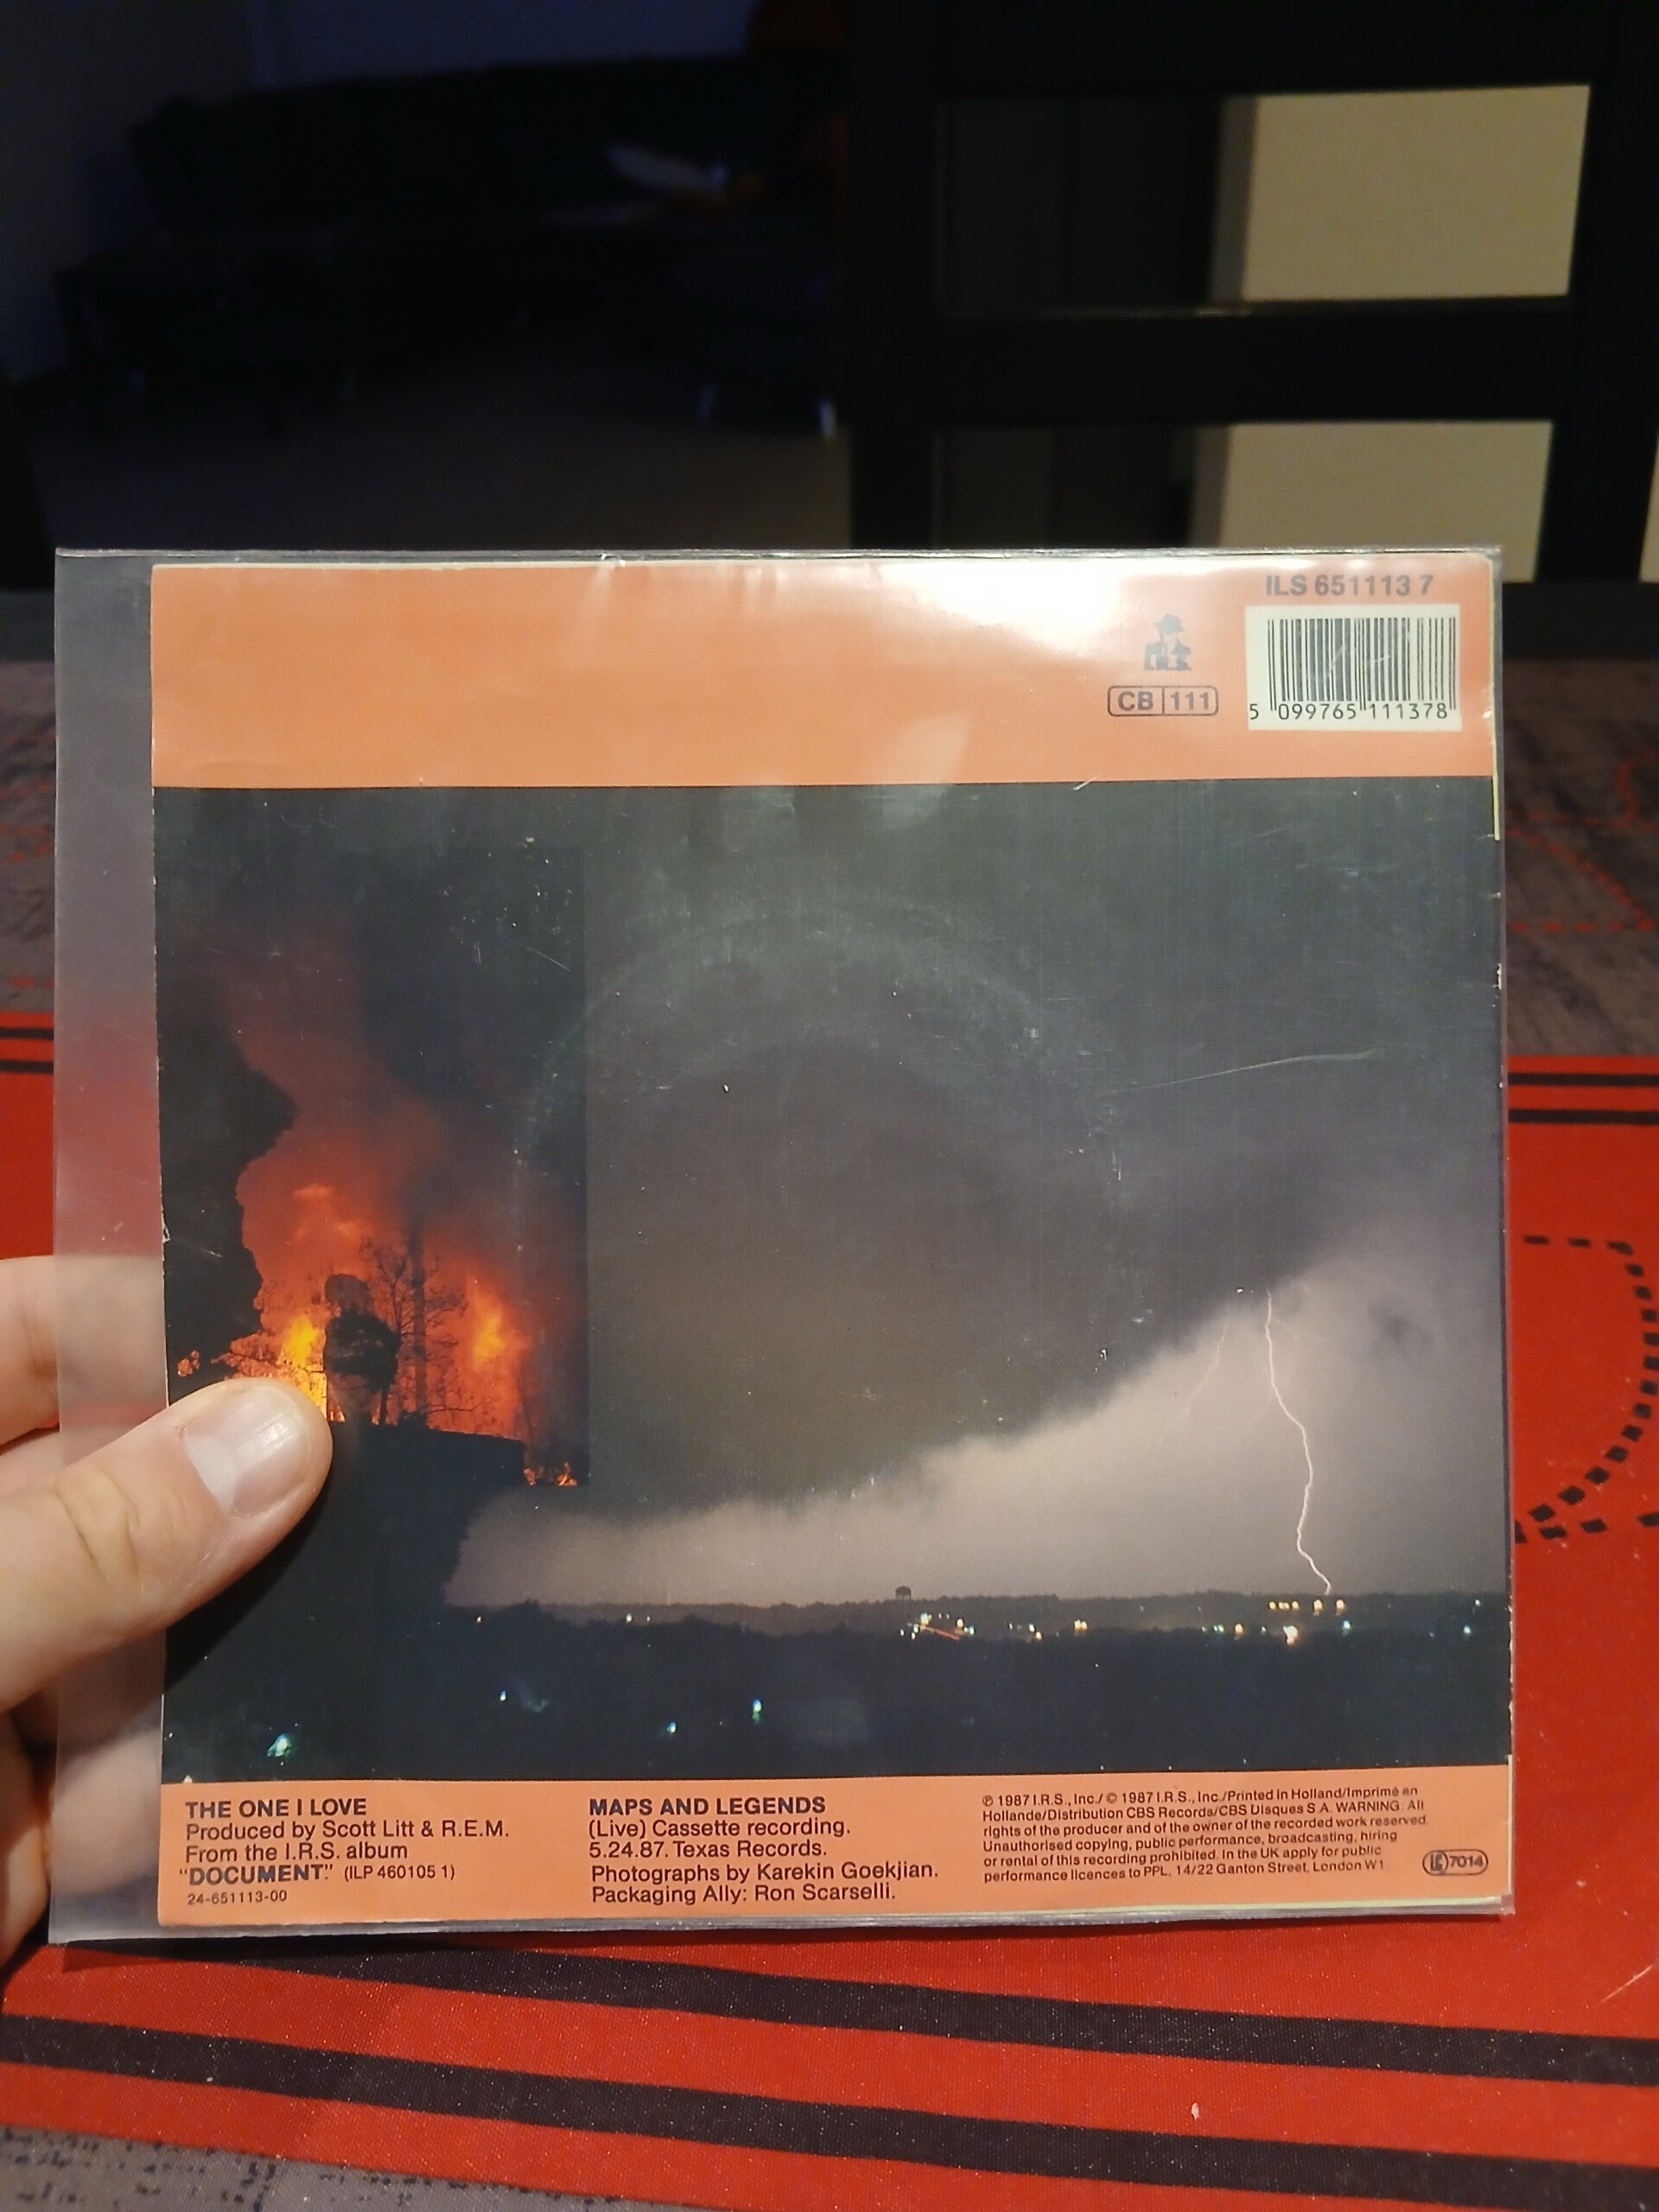 ILS 651113 7
I.R.S.
CB 111
5 099765 111378
THE ONE I LOVE
Produced by Scott Litt & R.E.M.
From the I.R.S. album
"DOCUMENT." (ILP 460105 1)
24-651113-00
MAPS AND LEGENDS
(Live) Cassette recording.
5.24.87. Texas Records.
Photographs by Karekin Goekjian.
Packaging Ally: Ron Scarselli.
℗ 1987 I.R.S., Inc./ © 1987 I.R.S., Inc./Printed in Holland/Imprimé en
Hollande/Distribution CBS Records/CBS Disques S.A. WARNING: All
rights of the producer and of the owner of the recorded work reserved.
Unauthorised copying, public performance, broadcasting, hiring
or rental of this recording prohibited. In the UK apply for public
performance licences to PPL, 14/22 Ganton Street, London W1.
LC 7014